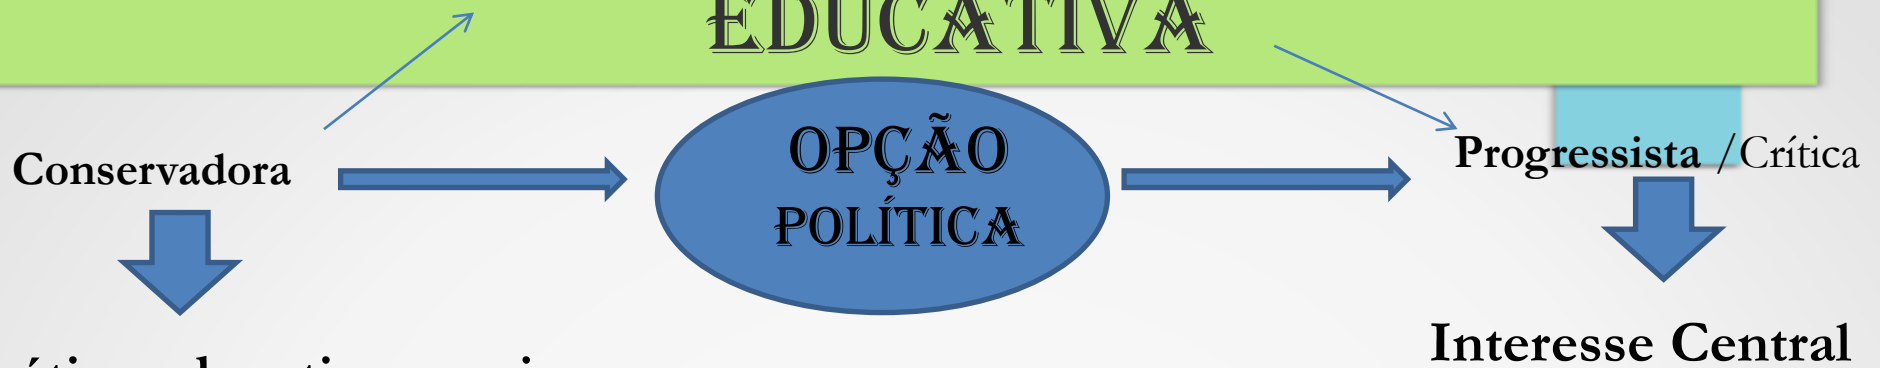 EDUCATIVA
OPÇÃO
POLÍTICA
Conservadora
Progressista /Crítica
Interesse Central